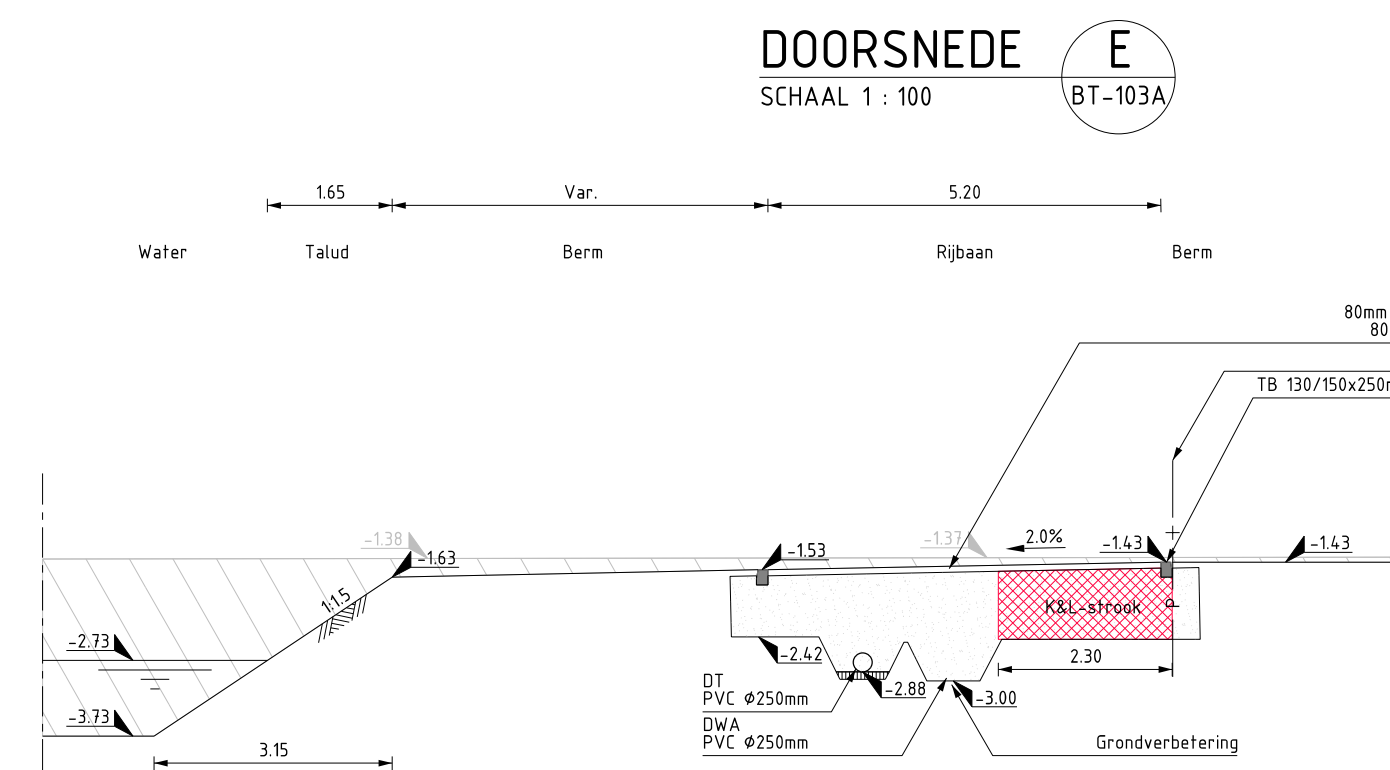 DOORSNEDE E
SCHAAL 1 : 100 BT-103A
1.65 Var. 5.20
Water Talud Berm Rijbaan Berm
80mm
80
TB 130/150x250
-1.38 -1.63 -1.53 -1.37 2.0% -1.43 -1.43
1:1.5
K&L-strook
-2.73
-2.42
2.30
DT
PVC ϕ250mm
-2.88
-3.00
-3.73
DWA
PVC ϕ250mm
Grondverbetering
3.15